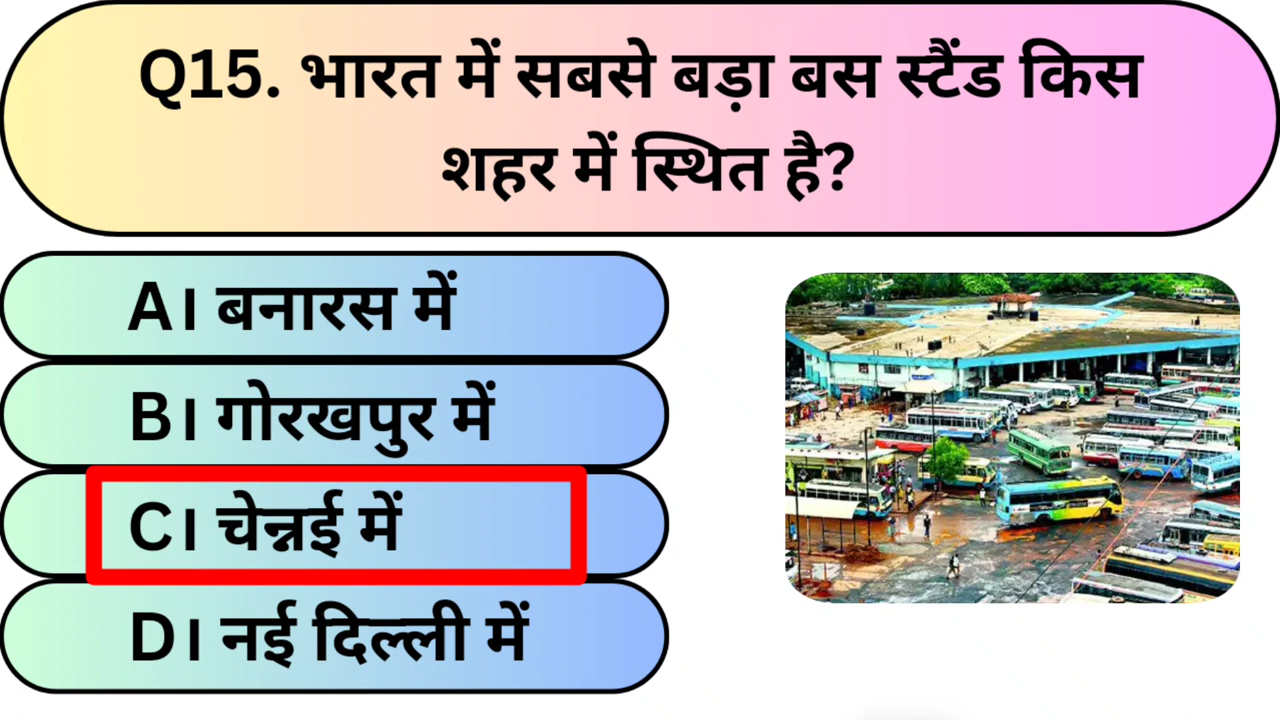 Q15. भारत में सबसे बड़ा बस स्टैंड किस
शहर में स्थित है?
A। बनारस में
B। गोरखपुर में
C। चेन्नई में
D। नई दिल्ली में